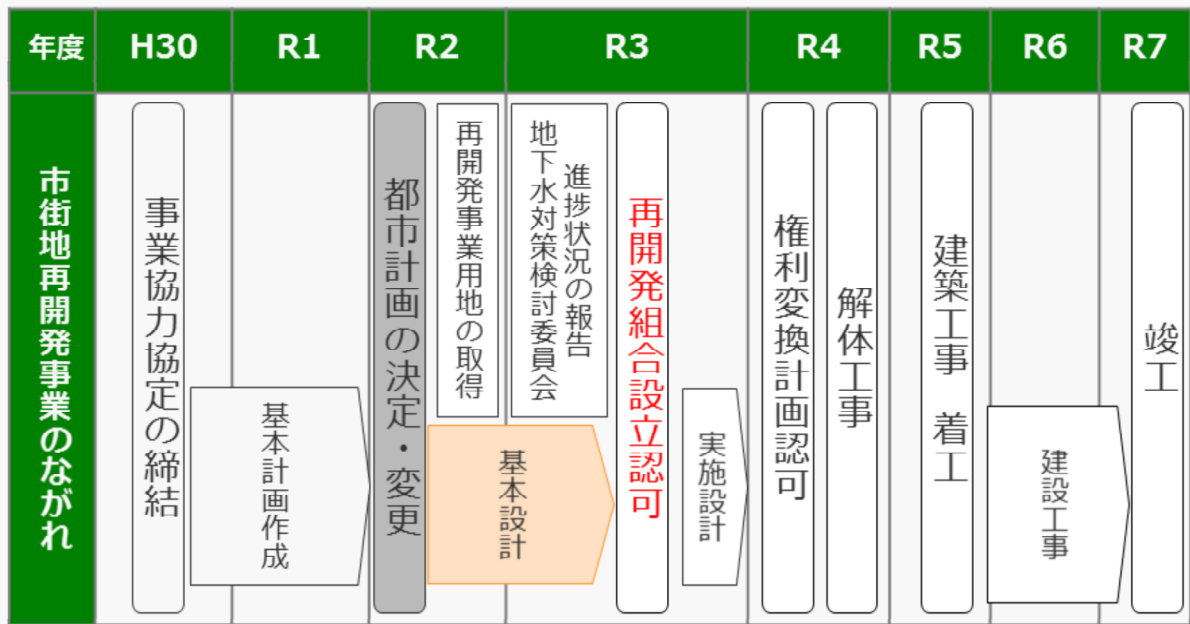 年度
H30
R1
R2
R3
R4
R5
R6
R7
市街地再開発事業のながれ
事業協力協定の締結
基本計画作成
都市計画の決定・変更
再開発事業用地の取得
基本設計
進捗状況の報告
地下水対策検討委員会
再開発組合設立認可
実施設計
権利変換計画認可
解体工事
建築工事　着工
建設工事
竣工